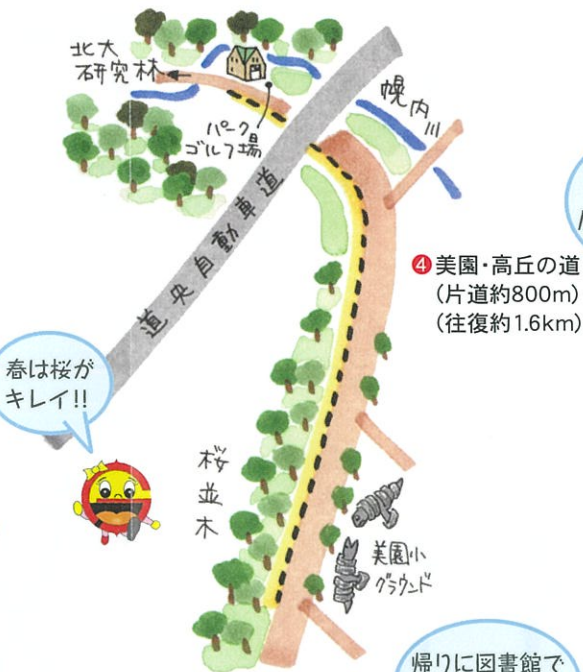 北大
研究林
パーク
ゴルフ場
幌内川
道央自動車道
❹美園・高丘の道
(片道約800m)
(往復約1.6km)
春は桜が
キレイ!!
桜並木
美園小
グラウンド
帰りに図書館で